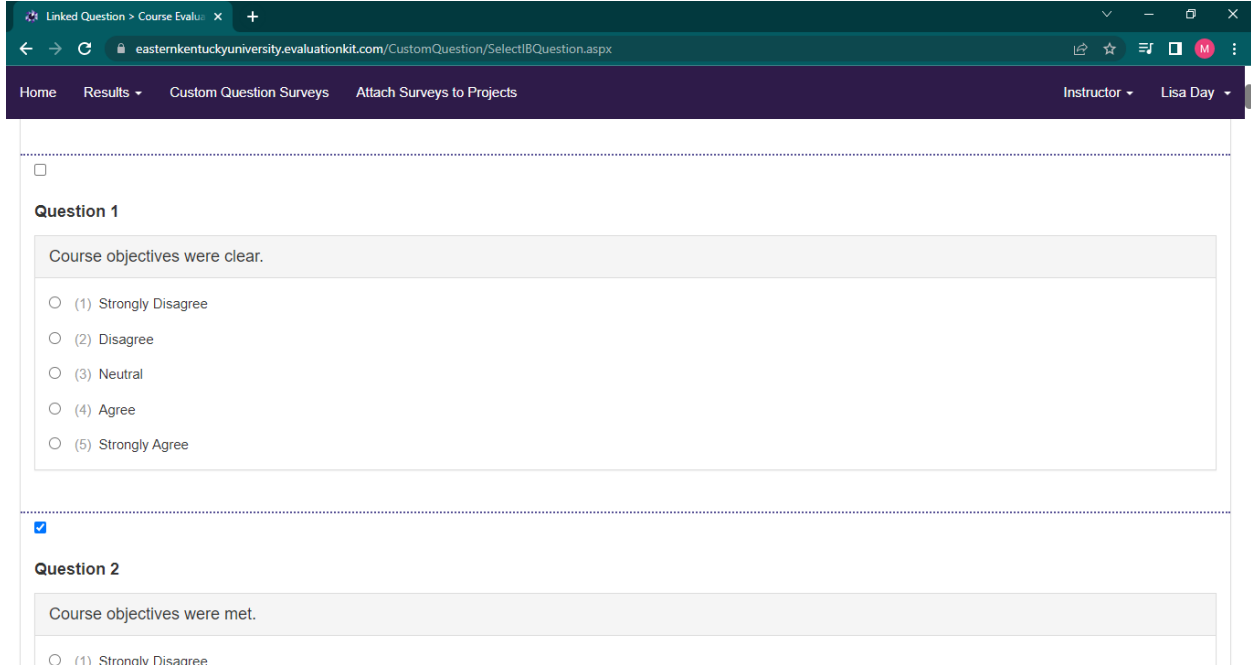 Linked Question > Course Evalua
easternkentuckyuniversity.evaluationkit.com/CustomQuestion/SelectIBQuestion.aspx
M
Home Results Custom Question Surveys Attach Surveys to Projects Instructor Lisa Day
Question 1
Course objectives were clear.
(1) Strongly Disagree
(2) Disagree
(3) Neutral
(4) Agree
(5) Strongly Agree
Question 2
Course objectives were met.
(1) Strongly Disagree